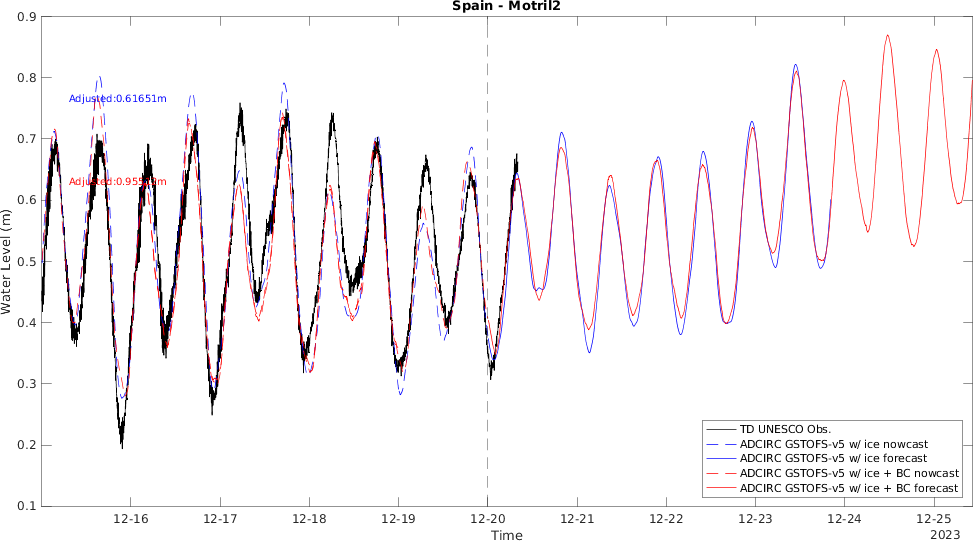 Spain - Motril2
0.9
0.8
0.7
0.6
0.5
0.4
0.3
0.2
0.1
Water Level (m)
Adjusted:0.61651m
12-16
12-17
12-18
12-19
12-20
12-21
12-22
12-23
12-24
12-25
2023
Time
TD UNESCO Obs.
ADCIRC GSTOFS-v5 w/ ice nowcast
ADCIRC GSTOFS-v5 w/ ice forecast
ADCIRC GSTOFS-v5 w/ ice + BC nowcast
ADCIRC GSTOFS-v5 w/ ice + BC forecast